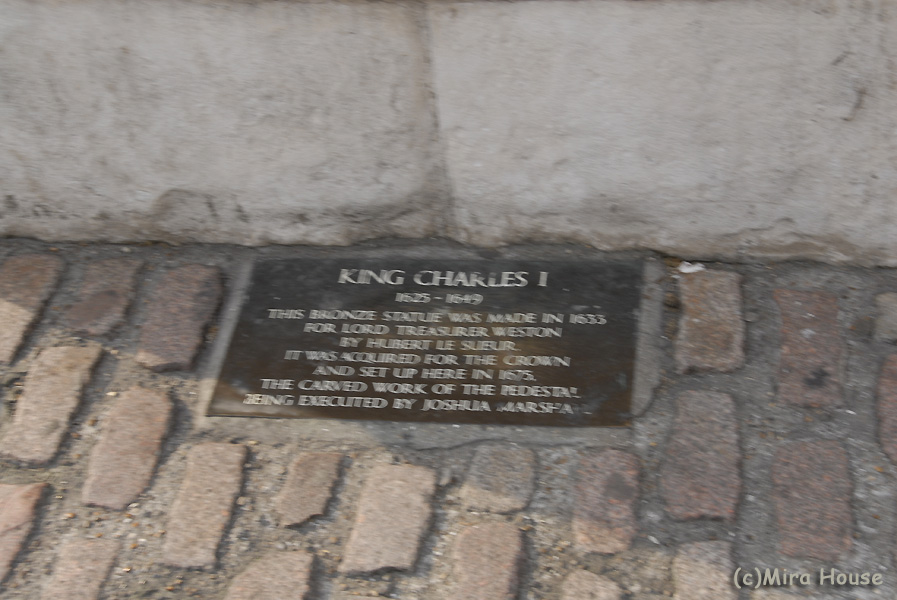 KING CHARLES I
1625 - 1649
THIS BRONZE STATUE WAS MADE IN 1633
FOR LORD TREASURER WESTON
BY HUBERT LE SUEUR.
IT WAS ACQUIRED FOR THE CROWN
AND SET UP HERE IN 1675.
THE CARVED WORK OF THE PEDESTAL
BEING EXECUTED BY JOSHUA MARSHA
(c)Mira House